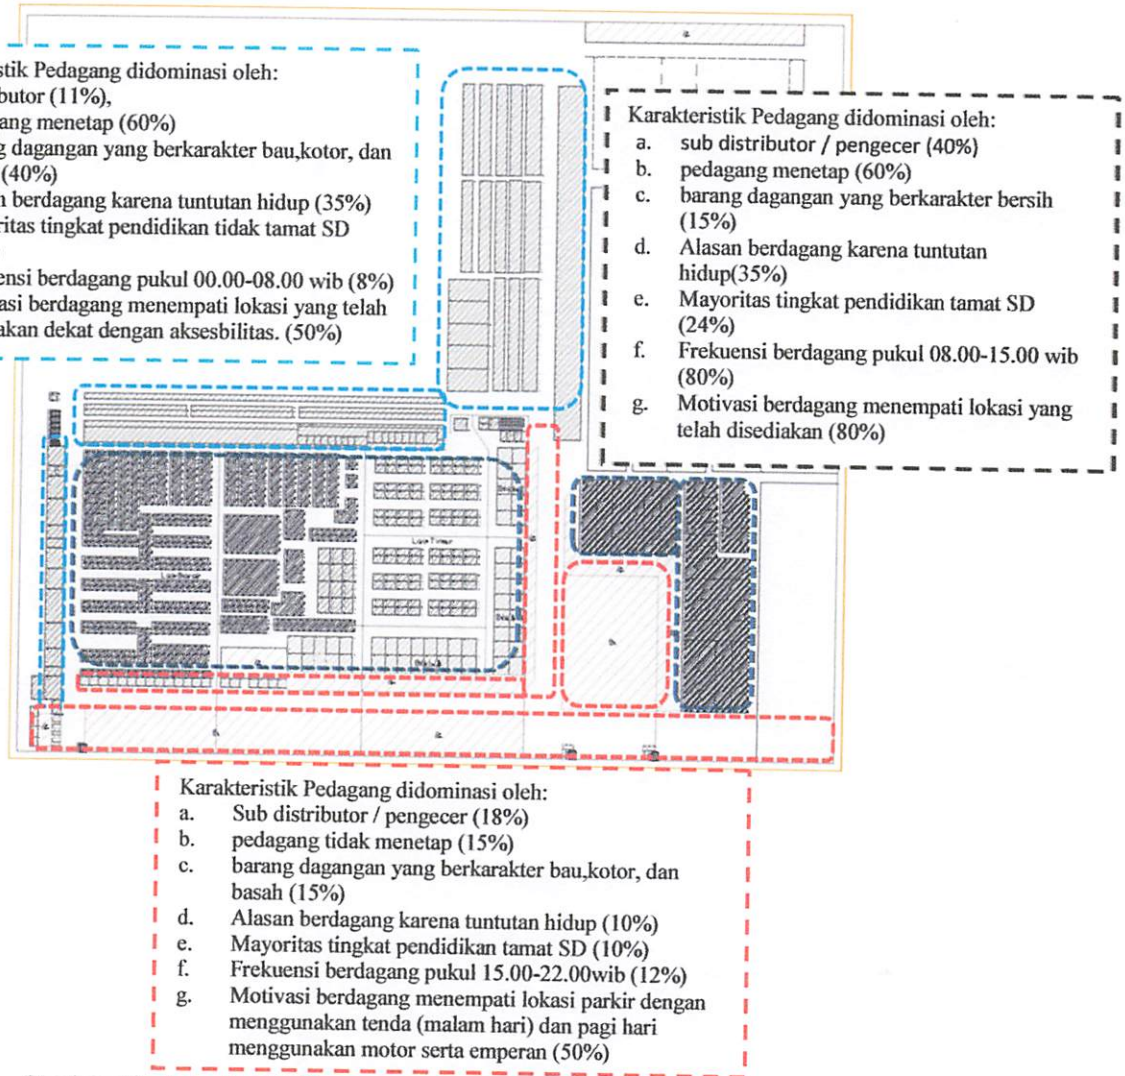 stik Pedagang didominasi oleh:
butor (11%),
ang menetap (60%)
g dagangan yang berkarakter bau,kotor, dan
(40%)
n berdagang karena tuntutan hidup (35%)
ritas tingkat pendidikan tidak tamat SD
ensi berdagang pukul 00.00-08.00 wib (8%)
asi berdagang menempati lokasi yang telah
akan dekat dengan aksesbilitas. (50%)
Karakteristik Pedagang didominasi oleh:
a. sub distributor / pengecer (40%)
b. pedagang menetap (60%)
c. barang dagangan yang berkarakter bersih
(15%)
d. Alasan berdagang karena tuntutan
hidup(35%)
e. Mayoritas tingkat pendidikan tamat SD
(24%)
f. Frekuensi berdagang pukul 08.00-15.00 wib
(80%)
g. Motivasi berdagang menempati lokasi yang
telah disediakan (80%)
Karakteristik Pedagang didominasi oleh:
a. Sub distributor / pengecer (18%)
b. pedagang tidak menetap (15%)
c. barang dagangan yang berkarakter bau,kotor, dan
basah (15%)
d. Alasan berdagang karena tuntutan hidup (10%)
e. Mayoritas tingkat pendidikan tamat SD (10%)
f. Frekuensi berdagang pukul 15.00-22.00wib (12%)
g. Motivasi berdagang menempati lokasi parkir dengan
menggunakan tenda (malam hari) dan pagi hari
menggunakan motor serta emperan (50%)